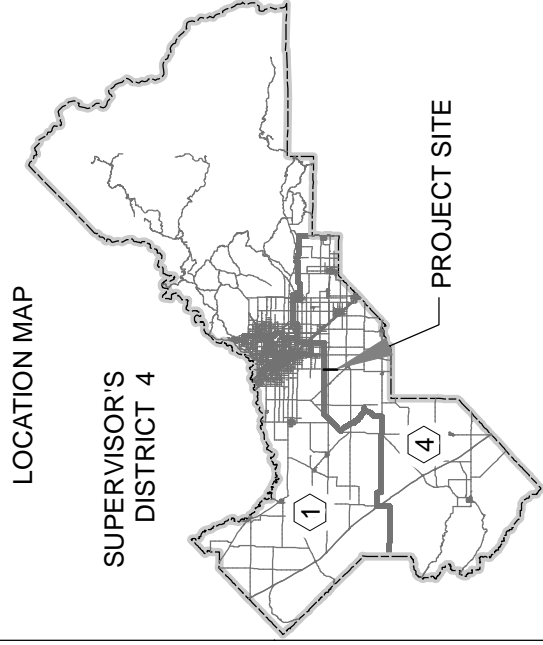 LOCATION MAP
SUPERVISOR'S
DISTRICT 4
PROJECT SITE
1
4